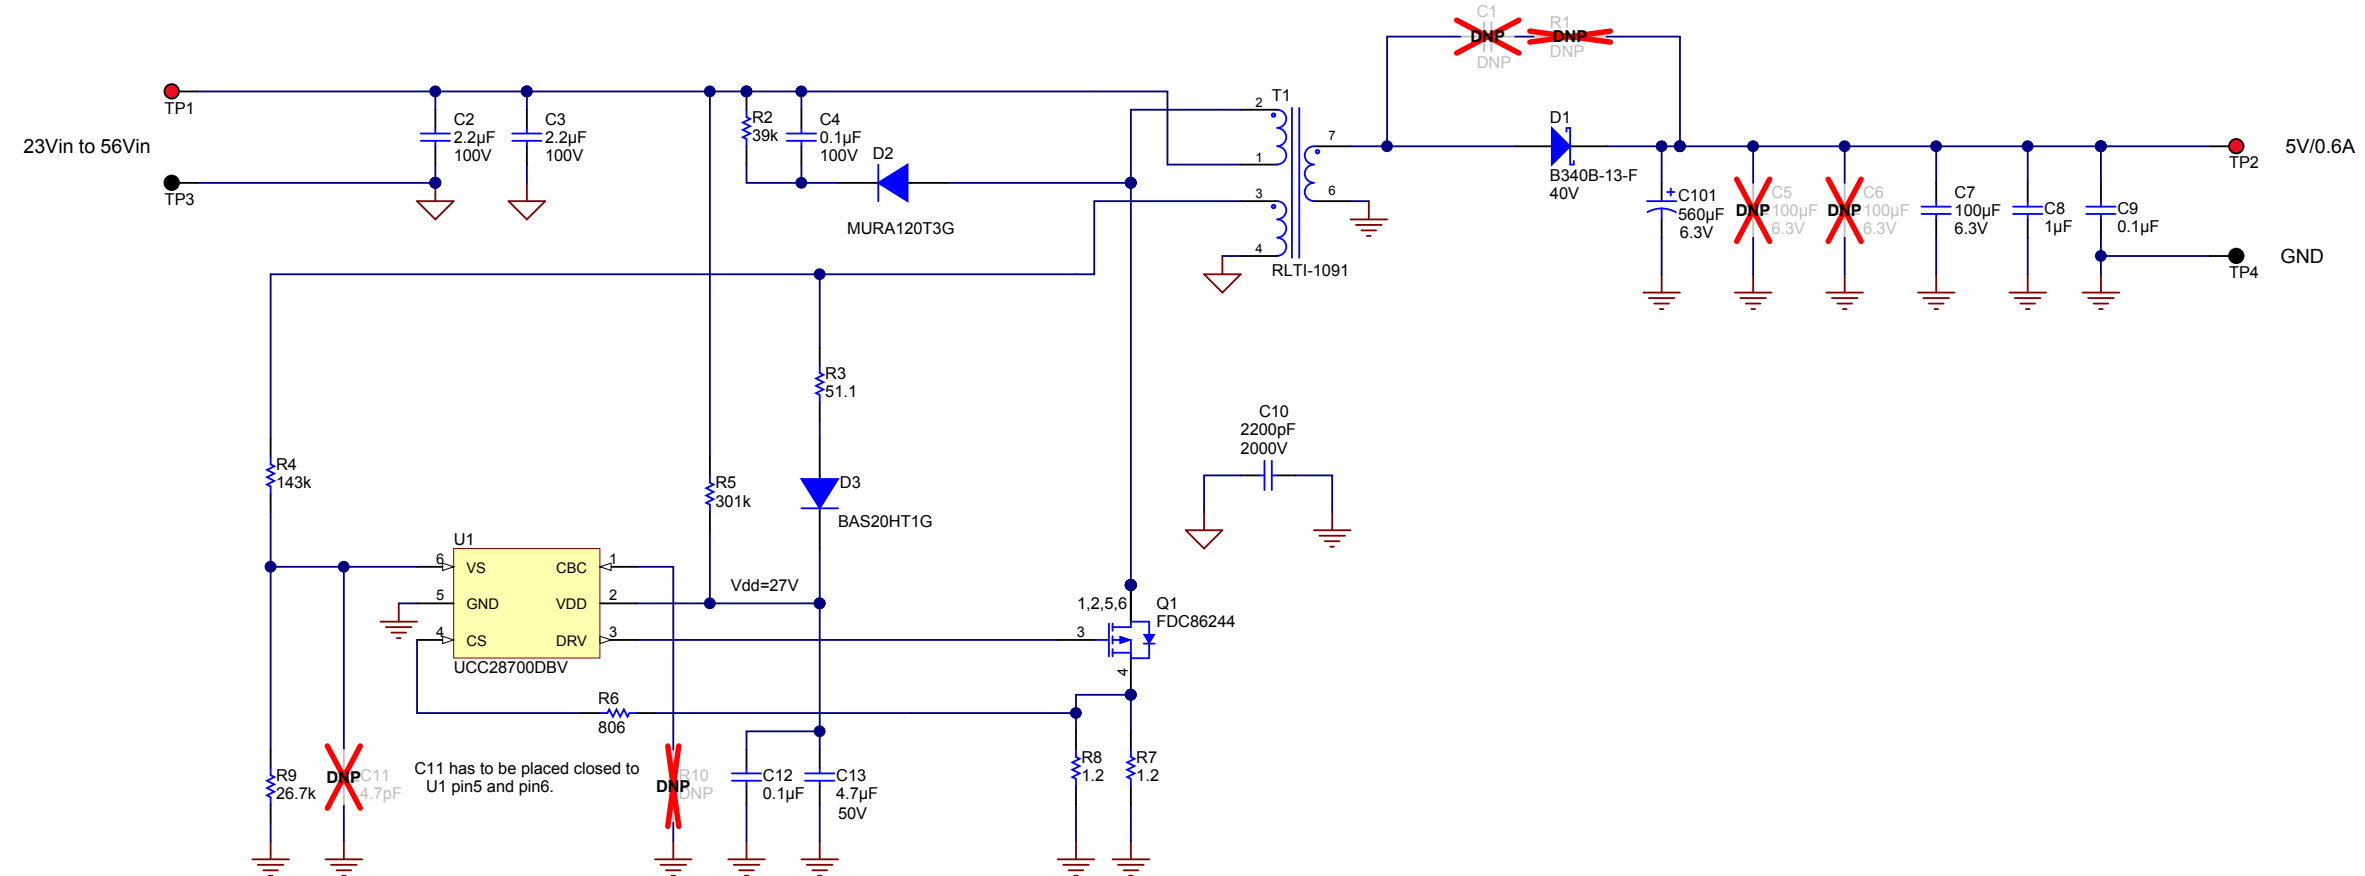 C1
DNP
DNP
R1
DNP
DNP
TP1
23Vin to 56Vin
TP3
C2
2.2µF
100V
C3
2.2µF
100V
R2
39k
C4
0.1µF
100V
D2
MURA120T3G
T1
2
1
3
4
7
6
RLTI-1091
D1
B340B-13-F
40V
C101
+
560µF
6.3V
C5
DNP
100µF
6.3V
C6
DNP
100µF
6.3V
C7
100µF
6.3V
C8
1µF
C9
0.1µF
TP2
5V/0.6A
TP4
GND
R3
51.1
R4
143k
R5
301k
D3
BAS20HT1G
C10
2200pF
2000V
U1
6
VS
CBC
1
5
GND
VDD
2
4
CS
DRV
3
UCC28700DBV
Vdd=27V
1,2,5,6
Q1
FDC86244
3
4
R6
806
R9
26.7k
C11
DNP
4.7pF
C11 has to be placed closed to
U1 pin5 and pin6.
R10
DNP
DNP
C12
0.1µF
C13
4.7µF
50V
R8
1.2
R7
1.2